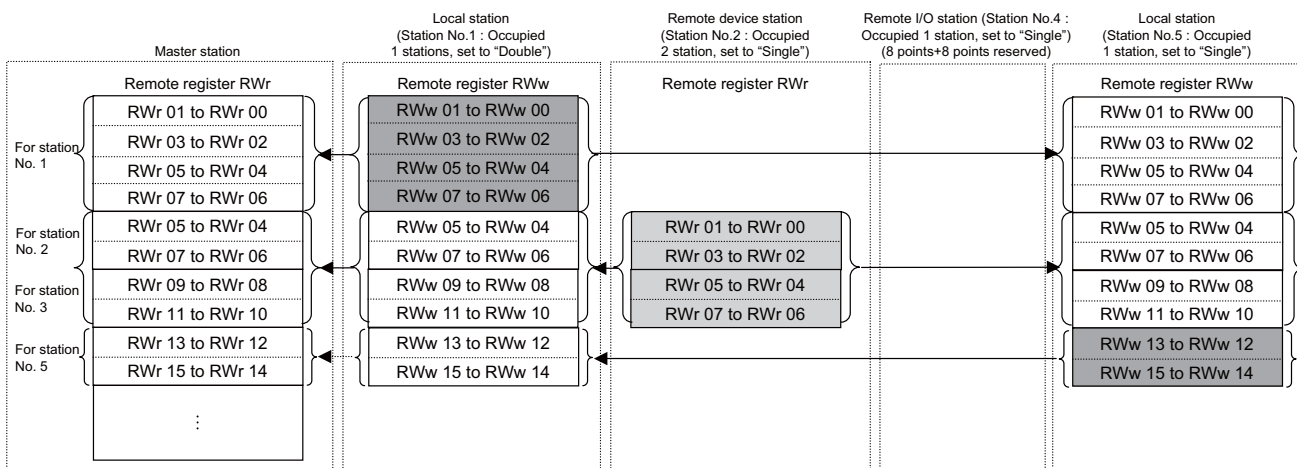 Master station
Local station
(Station No.1 : Occupied
1 stations, set to “Double”)
Remote device station
(Station No.2 : Occupied
2 station, set to “Single”)
Remote I/O station (Station No.4 :
Occupied 1 station, set to “Single”)
(8 points+8 points reserved)
Local station
(Station No.5 : Occupied
1 station, set to “Single”)
Remote register RWr
Remote register RWw
Remote register RWr
Remote register RWw
For station
No. 1
RWr 01 to RWr 00
RWr 03 to RWr 02
RWr 05 to RWr 04
RWr 07 to RWr 06
For station
No. 2
RWr 05 to RWr 04
RWr 07 to RWr 06
For station
No. 3
RWr 09 to RWr 08
RWr 11 to RWr 10
For station
No. 5
RWr 13 to RWr 12
RWr 15 to RWr 14
⋮
RWw 01 to RWw 00
RWw 03 to RWw 02
RWw 05 to RWw 04
RWw 07 to RWw 06
RWw 05 to RWw 04
RWw 07 to RWw 06
RWw 09 to RWw 08
RWw 11 to RWw 10
RWw 13 to RWw 12
RWw 15 to RWw 14
RWr 01 to RWr 00
RWr 03 to RWr 02
RWr 05 to RWr 04
RWr 07 to RWr 06
RWw 01 to RWw 00
RWw 03 to RWw 02
RWw 05 to RWw 04
RWw 07 to RWw 06
RWw 05 to RWw 04
RWw 07 to RWw 06
RWw 09 to RWw 08
RWw 11 to RWw 10
RWw 13 to RWw 12
RWw 15 to RWw 14